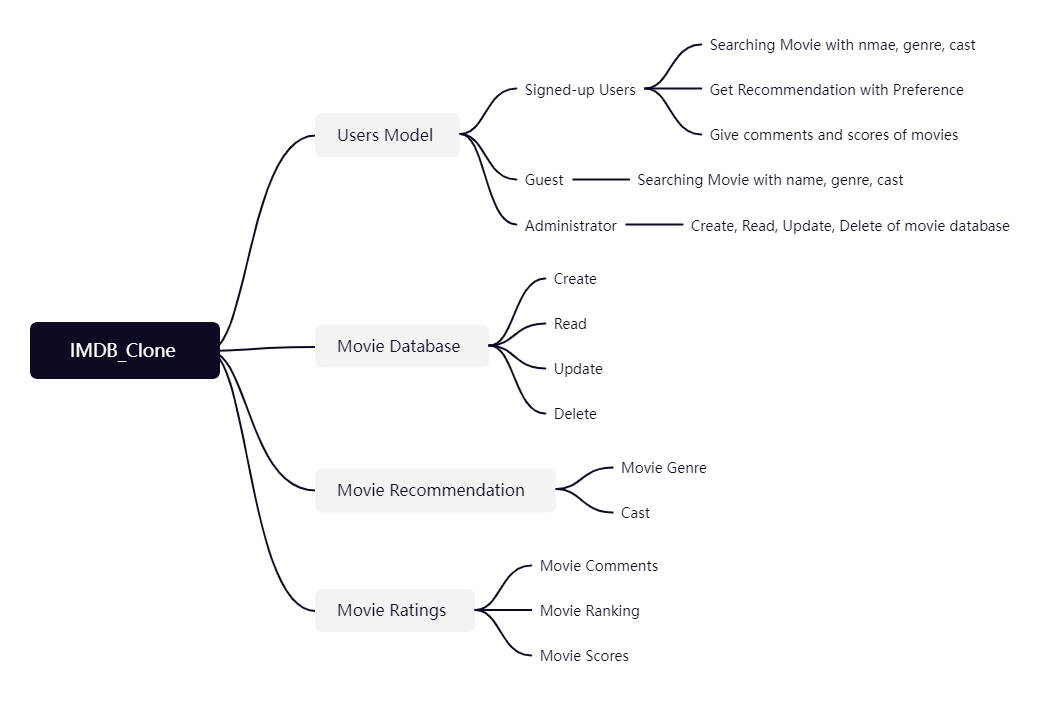 IMDB_Clone
Users Model
Signed-up Users
Searching Movie with nmae, genre, cast
Get Recommendation with Preference
Give comments and scores of movies
Guest
Searching Movie with name, genre, cast
Administrator
Create, Read, Update, Delete of movie database
Movie Database
Create
Read
Update
Delete
Movie Recommendation
Movie Genre
Cast
Movie Ratings
Movie Comments
Movie Ranking
Movie Scores